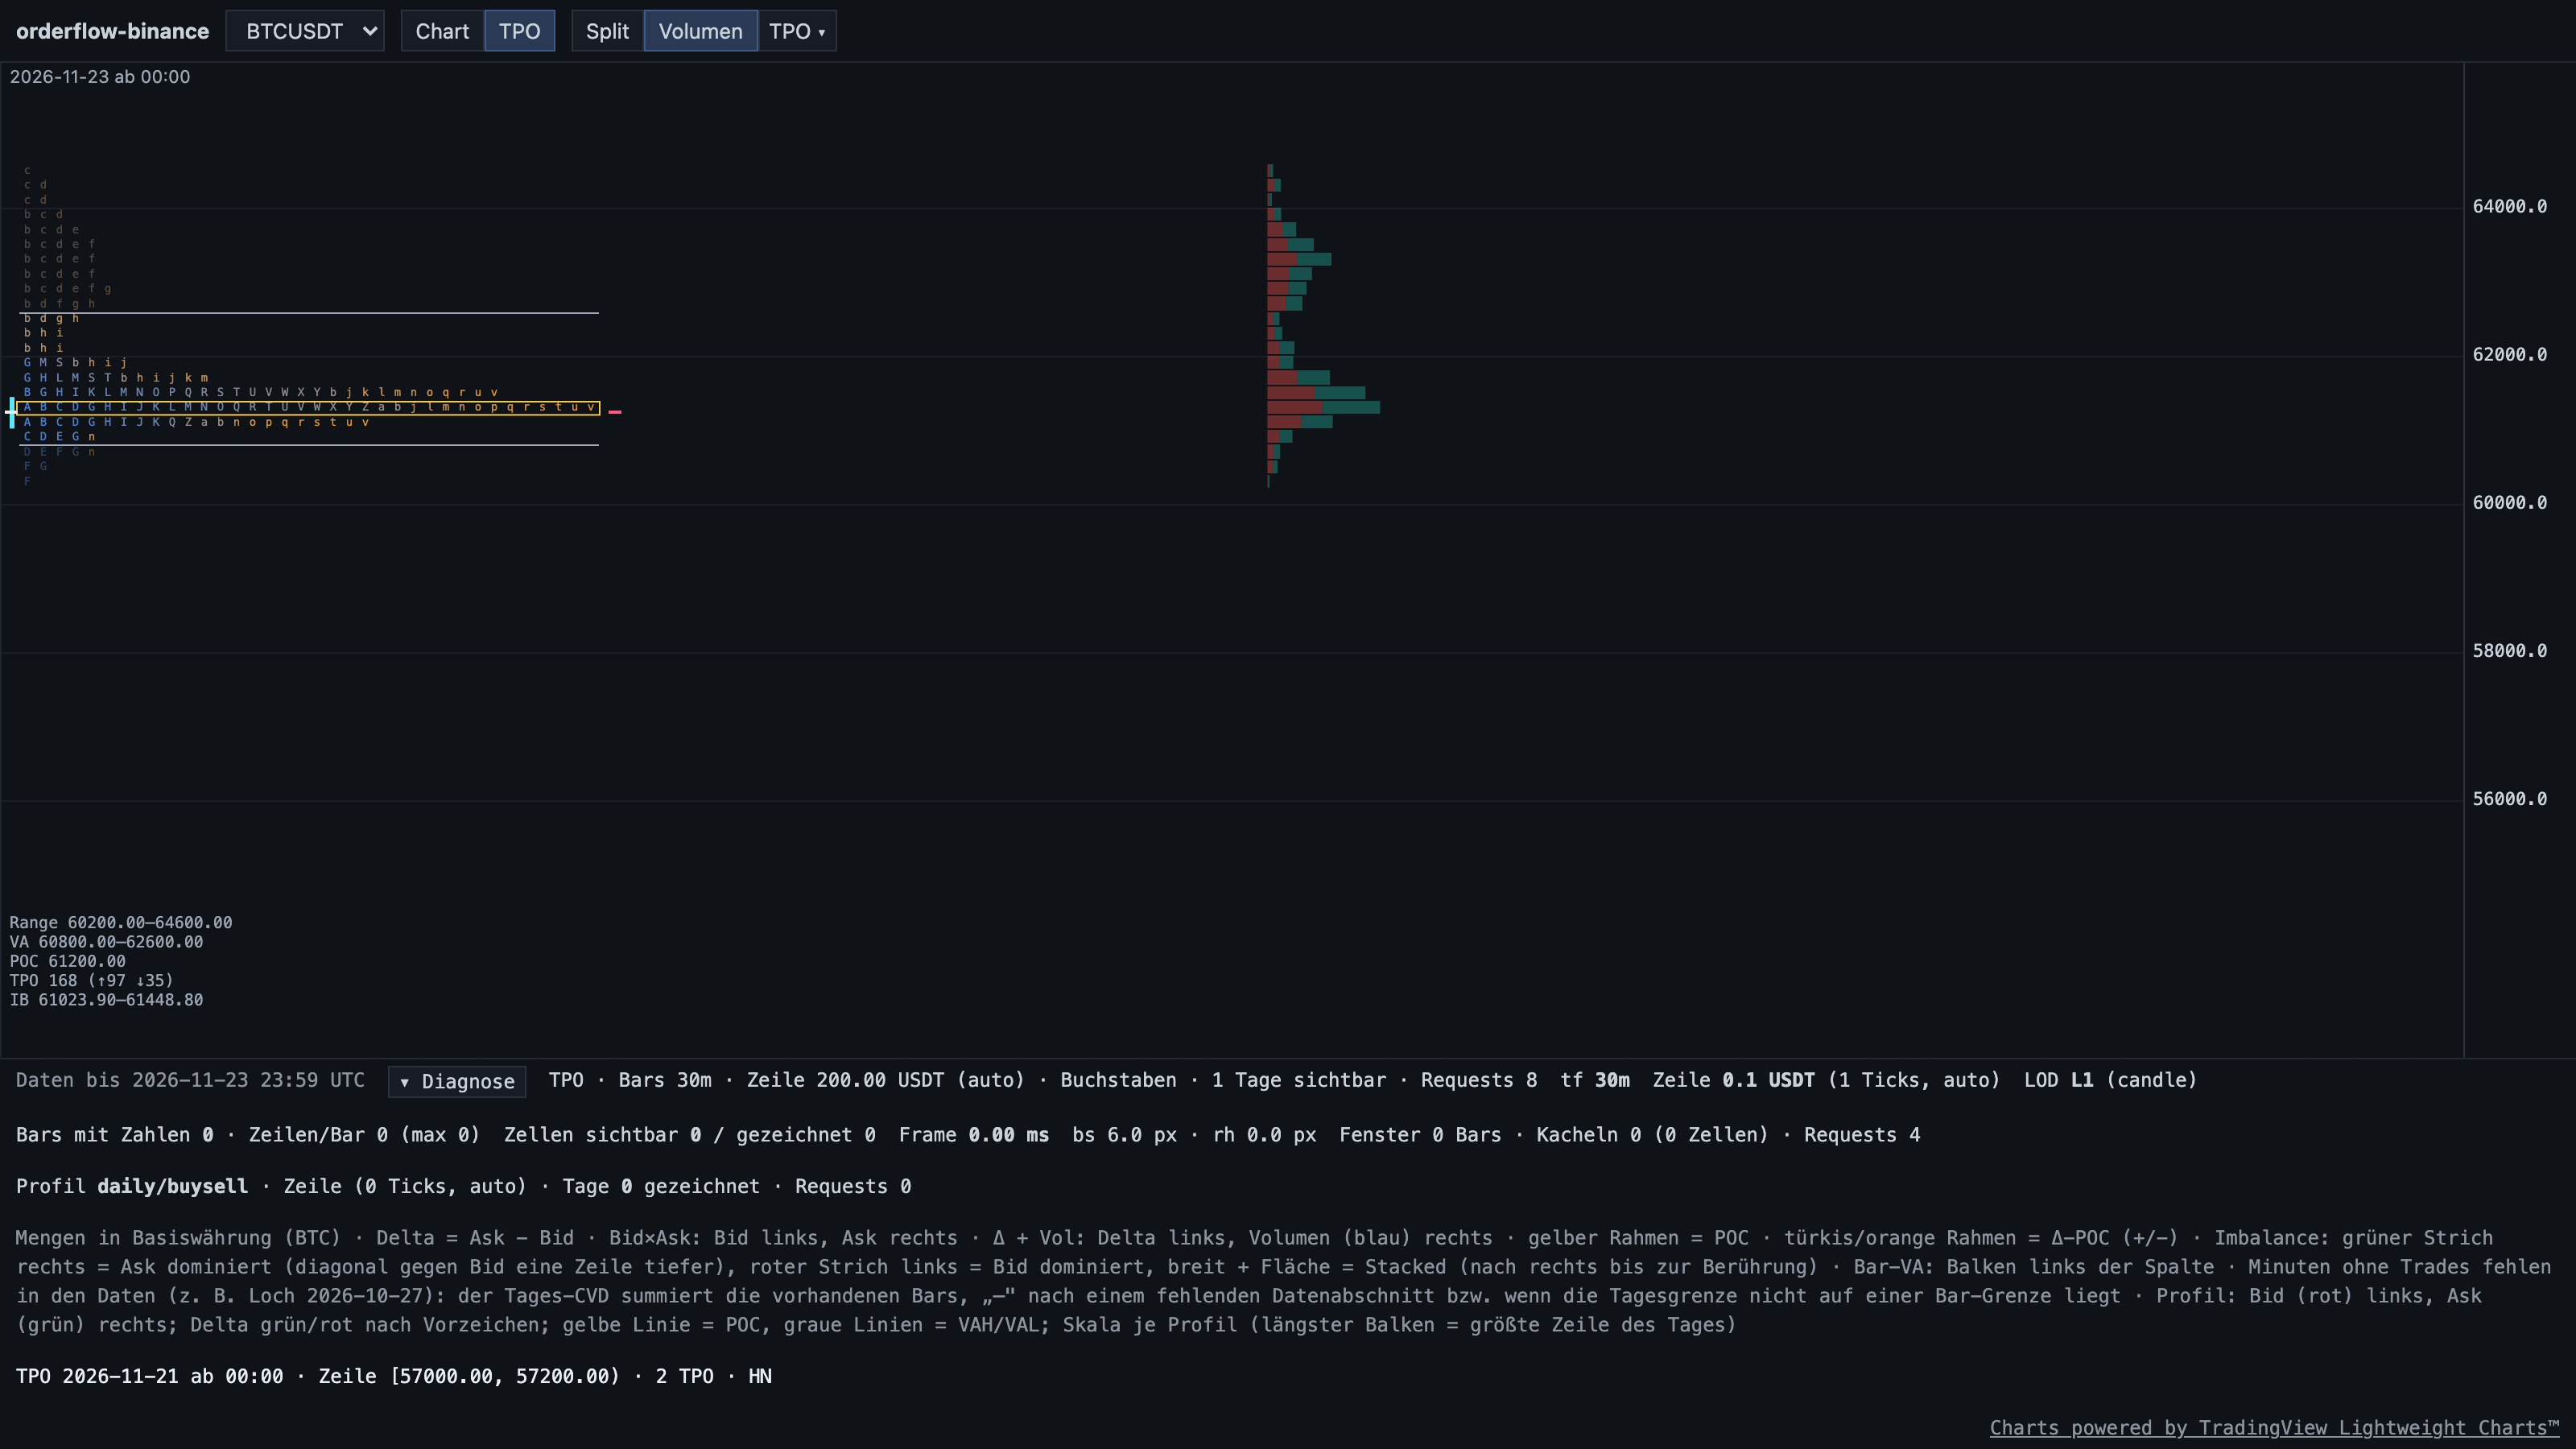 orderflow-binance BTCUSDT Chart TPO Split Volumen TPO ▾
2026-11-23 ab 00:00
c
c d
c d
b c d
64000.0
b c d e
b c d e f
b c d e f
b c d e f
b c d e f g
b d f g h
b d g h
b h i
b h i
62000.0
G M S b h i j
G H L M S T b h i j k m
B G H I K L M N O P Q R S T U V W X Y b j k l m n o q r u v
A B C D G H I J K L M N O Q R T U V W X Y Z a b j l m n o p q r s t u v
A B C D G H I J K Q Z a b n o p q r s t u v
C D E G n
D E F G n
F G
F
60000.0
58000.0
56000.0
Range 60200.00–64600.00
VA 60800.00–62600.00
POC 61200.00
TPO 168 (↑97 ↓35)
IB 61023.90–61448.80
Daten bis 2026-11-23 23:59 UTC ▾ Diagnose TPO · Bars 30m · Zeile 200.00 USDT (auto) · Buchstaben · 1 Tage sichtbar · Requests 8 tf 30m Zeile 0.1 USDT (1 Ticks, auto) LOD L1 (candle)
Bars mit Zahlen 0 · Zeilen/Bar 0 (max 0) Zellen sichtbar 0 / gezeichnet 0 Frame 0.00 ms bs 6.0 px · rh 0.0 px Fenster 0 Bars · Kacheln 0 (0 Zellen) · Requests 4
Profil daily/buysell · Zeile (0 Ticks, auto) · Tage 0 gezeichnet · Requests 0
Mengen in Basiswährung (BTC) · Delta = Ask − Bid · Bid×Ask: Bid links, Ask rechts · Δ + Vol: Delta links, Volumen (blau) rechts · gelber Rahmen = POC · türkis/orange Rahmen = Δ-POC (+/−) · Imbalance: grüner Strich
rechts = Ask dominiert (diagonal gegen Bid eine Zeile tiefer), roter Strich links = Bid dominiert, breit + Fläche = Stacked (nach rechts bis zur Berührung) · Bar-VA: Balken links der Spalte · Minuten ohne Trades fehlen
in den Daten (z. B. Loch 2026-10-27): der Tages-CVD summiert die vorhandenen Bars, „—" nach einem fehlenden Datenabschnitt bzw. wenn die Tagesgrenze nicht auf einer Bar-Grenze liegt · Profil: Bid (rot) links, Ask
(grün) rechts; Delta grün/rot nach Vorzeichen; gelbe Linie = POC, graue Linien = VAH/VAL; Skala je Profil (längster Balken = größte Zeile des Tages)
TPO 2026-11-21 ab 00:00 · Zeile [57000.00, 57200.00) · 2 TPO · HN
Charts powered by TradingView Lightweight Charts™